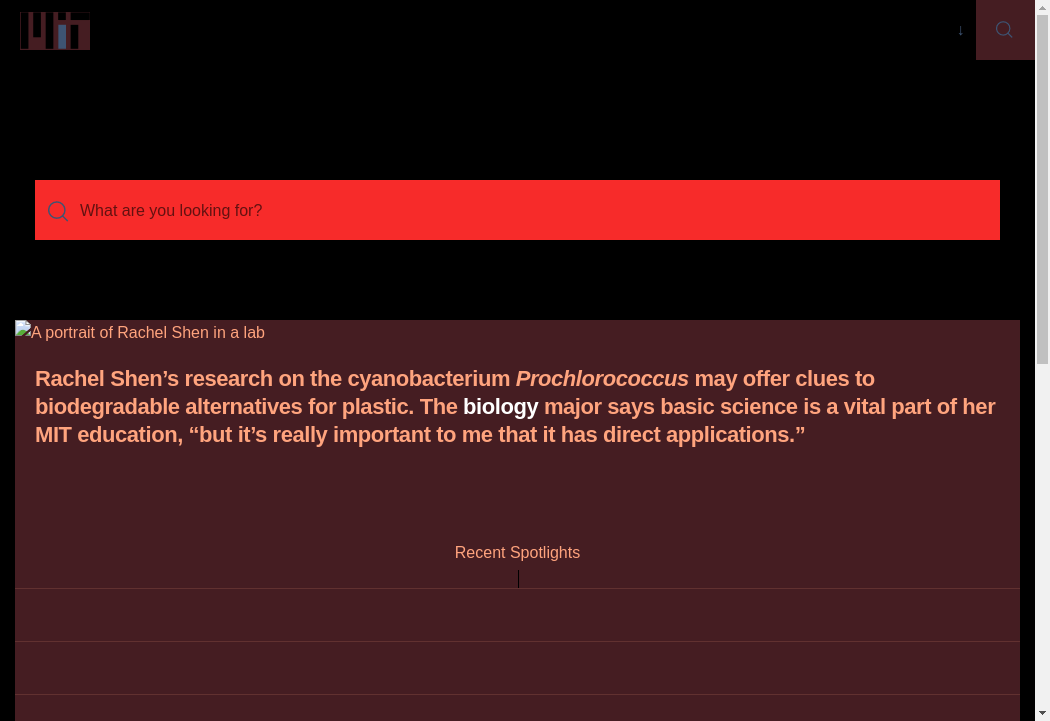 MIT
↓
What are you looking for?
A portrait of Rachel Shen in a lab
Rachel Shen’s research on the cyanobacterium Prochlorococcus may offer clues to
biodegradable alternatives for plastic. The biology major says basic science is a vital part of her
MIT education, “but it’s really important to me that it has direct applications.”
Recent Spotlights